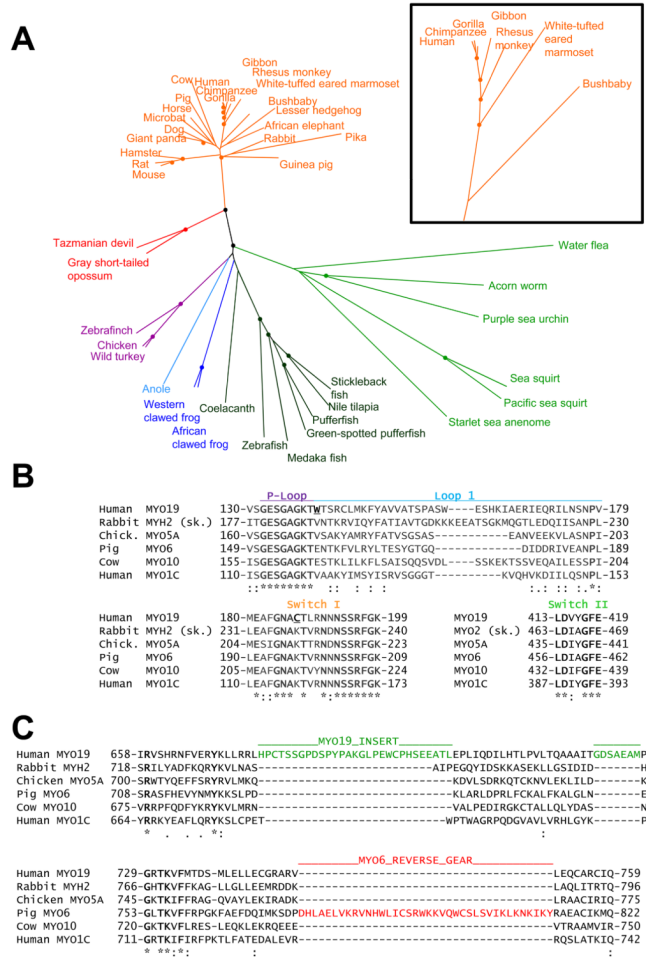 A
Gibbon
Rhesus monkey
Cow Human
Chimpanzee White-tuffed eared marmoset
Gorilla
Pig
Bushbaby
Horse
Lesser hedgehog
Microbat
African elephant
Dog
Pika
Giant panda
Rabbit
Hamster
Guinea pig
Rat
Mouse
Gibbon
Gorilla
Chimpanzee
White-tufted
eared
marmoset
Human
Rhesus
monkey
Bushbaby
Tazmanian devil
Gray short-tailed
opossum
Water flea
Acorn worm
Purple sea urchin
Zebrafinch
Chicken
Wild turkey
Anole
Western
clawed frog
African
clawed frog
Coelacanth
Zebrafish
Medaka fish
Green-spotted pufferfish
Pufferfish
Nile tilapia
Stickleback
fish
Sea squirt
Pacific sea squirt
Starlet sea anenome
B
P-Loop Loop 1
Human MYO19 130-VSGESGAGKTWTSRCLMKFYAVVATSPASW----ESHKIAERIEQRILNSNPV-179
Rabbit MYH2 (sk.) 177-ITGESGAGKTVNTKRVIQYFATIAVTGDKKKEEATSGKMQGTLEDQIISANPL-230
Chick. MYO5A 160-VSGESGAGKTVSAKYAMRYFATVSGSAS---------EANVEEKVLASNPI-203
Pig MYO6 149-VSGESGAGKTENTKFVLRYLTESYGTGQ----------DIDDRIVEANPL-189
Cow MYO10 155-ISGESGAGKTESTKLILKFLSAISQQSVDL---SSKEKTSSVEQAILESSPI-204
Human MYO1C 110-ISGESGAGKTVAAKYIMSYISRVSGGGT---------KVQHVKDIILQSNPL-153
Switch I Switch II
Human MYO19 180-MEAFGNACTLRNNNSSRFGK-199 MYO19 413-LDVYGFE-419
Rabbit MYH2 (sk.) 231-LEAFGNAKTVRNDNSSRFGK-240 MYO2 (sk.) 463-LDIAGFE-469
Chick. MYO5A 204-MESIGNAKTTRNDNSSRFGK-223 MYO5A 435-LDIYGFE-441
Pig MYO6 190-LEAFGNAKTVRNNNSSRFGK-209 MYO6 456-LDIAGFE-462
Cow MYO10 205-MEAFGNAKTVYNNNSSRFGK-224 MYO10 432-LDIFGFE-439
Human MYO1C 110-LEAFGNAKTLRNDNSSRFGK-173 MYO1C 387-LDIYGFE-393
C
MYO19_INSERT
Human MYO19 658-IRVSHRNFVERYKLLRRLHPCTSSGPDSPYPAKGLPEWCPHSEEATLEPLIQDILHTLPVLTQAAAITGDSAEAMP
Rabbit MYH2 718-SRILYADFKQRYKVLNAS----------------------------AIPEGQYIDSKKASEKLLGSIDID------H
Chicken MYO5A 700-SRWTYQEFFSRYRVLMKQ------------------------------KDVLSDRKQTCKNVLEKLILD------K
Pig MYO6 708-SRASFHEVYNMYKKSLPD------------------------------KLARLDPRLFCKALFKALGLN------E
Cow MYO10 675-VRRPFQDFYKRYKVLMRN------------------------------VALPEDIRGKCTALLQLYDAS------N
Human MYO1C 664-YRRKYEAFLQRYKSLCPET-----------------------------WPTWAGRPQDGVAVLVRHLGYK------P
MYO6_REVERSE_GEAR
Human MYO19 729-GRTKVFMTDS-MLELLECGRARV--------------------------------------LEQCARCIQ-759
Rabbit MYH2 766-GHTKVFFKAG-LLGLLEEMRDDK--------------------------------------LAQLITRTQ-796
Chicken MYO5A 745-GKTKIFFRAG-QVAYLEKIRADK--------------------------------------LRAACIRIQ-775
Pig MYO6 753-GLTKVFFRPGKFAEFDQIMKSDPDHLAELVKRVNHWLICSRWKKVQWCSLSVIKLKNKIKYRAEACIKMQ-822
Cow MYO10 720-GKTKVFLRES-LEQKLEKRQEEE--------------------------------------VTRAAMVIR-750
Human MYO1C 711-GRTKIFIRFPKTLFATEDALEVR--------------------------------------RQSLATKIQ-742